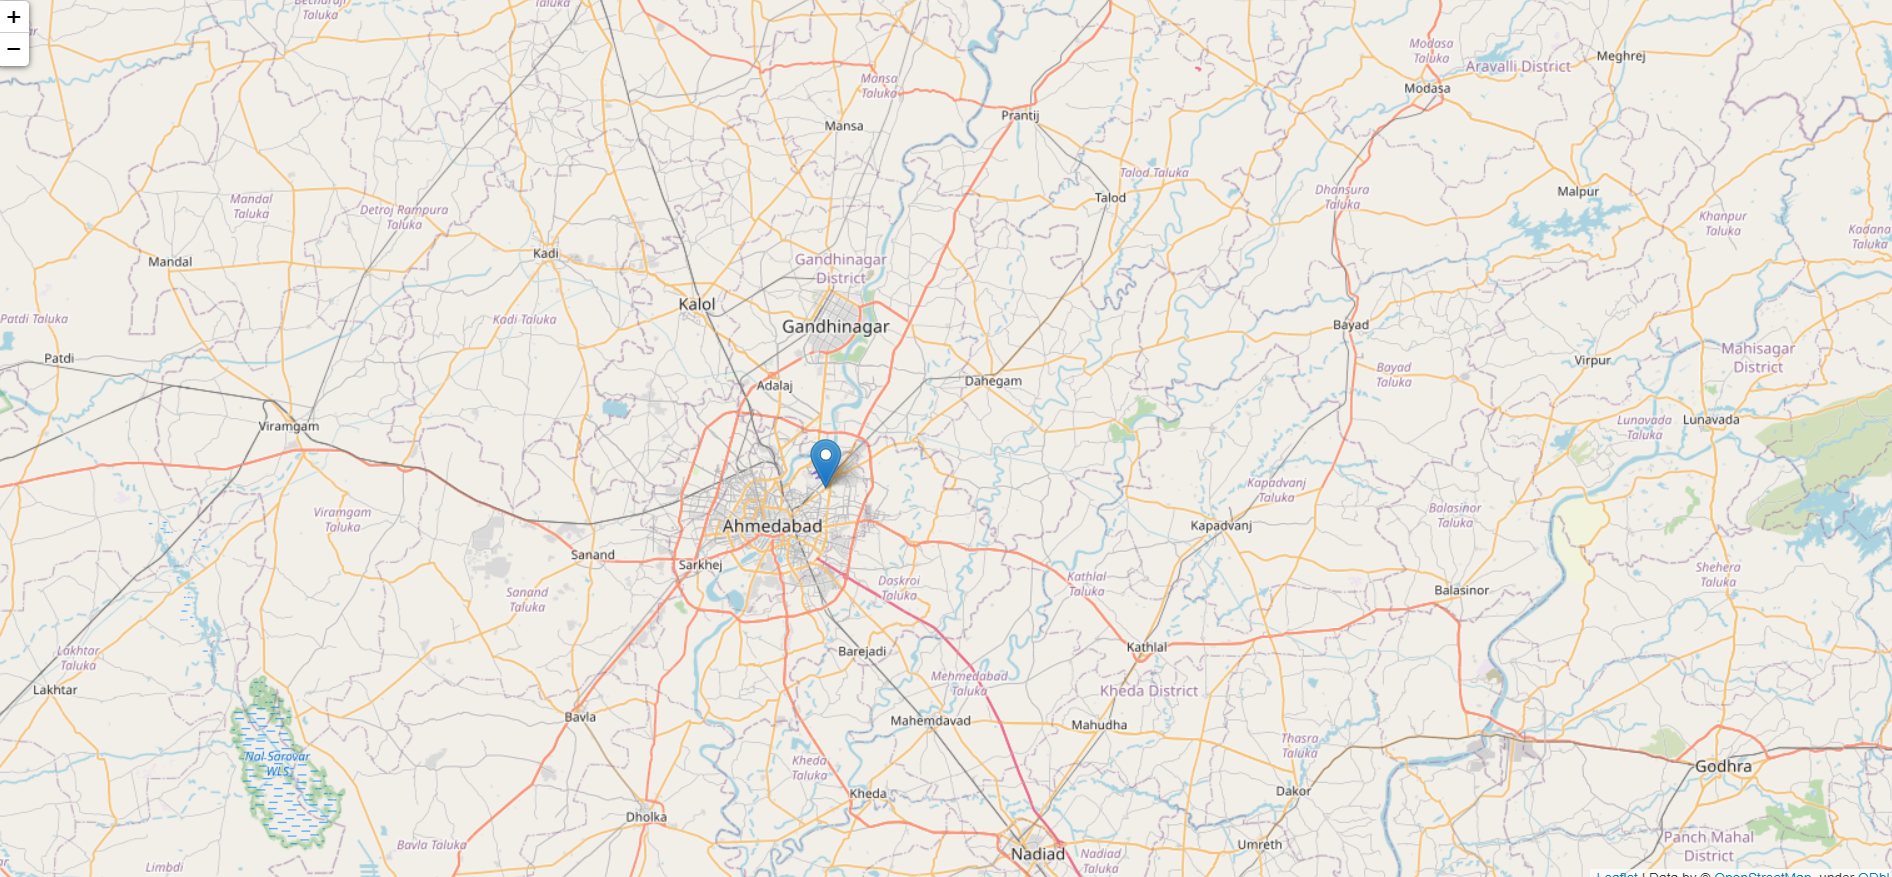 +
−
Becharaji
Taluka
Taluka
Modasa
Taluka
Aravalli District
Meghrej
Mansa
Taluka
Modasa
Prantij
Mansa
Talod Taluka
Talod
Dhansura
Taluka
Malpur
Mandal
Taluka
Detroj Rampura
Taluka
Khanpur
Taluka
Kadana
Taluka
Mandal
Kadi
Gandhinagar
District
Kalol
Patdi Taluka
Kadi Taluka
Gandhinagar
Bayad
Patdi
Virpur
Mahisagar
District
Adalaj
Dahegam
Bayad
Taluka
Viramgam
Lunavada
Taluka
Lunavada
Kapadvanj
Taluka
Viramgam
Taluka
Balasinor
Taluka
Ahmedabad
Kapadvanj
Sanand
Sarkhej
Daskroi
Taluka
Kathlal
Taluka
Shehera
Taluka
Sanand
Taluka
Balasinor
Lakhtar
Taluka
Barejadi
Kathlal
Mehmedabad
Taluka
Lakhtar
Kheda District
Bavla
Mahemdavad
Mahudha
Nal Sarovar
WLS
Kheda
Taluka
Thasra
Taluka
Godhra
Kheda
Dakor
Dholka
Bavla Taluka
Umreth
Panch Mahal
District
Nadiad
Nadiad
Taluka
Limbdi
Leaflet | Data by © OpenStreetMap, under ODbl